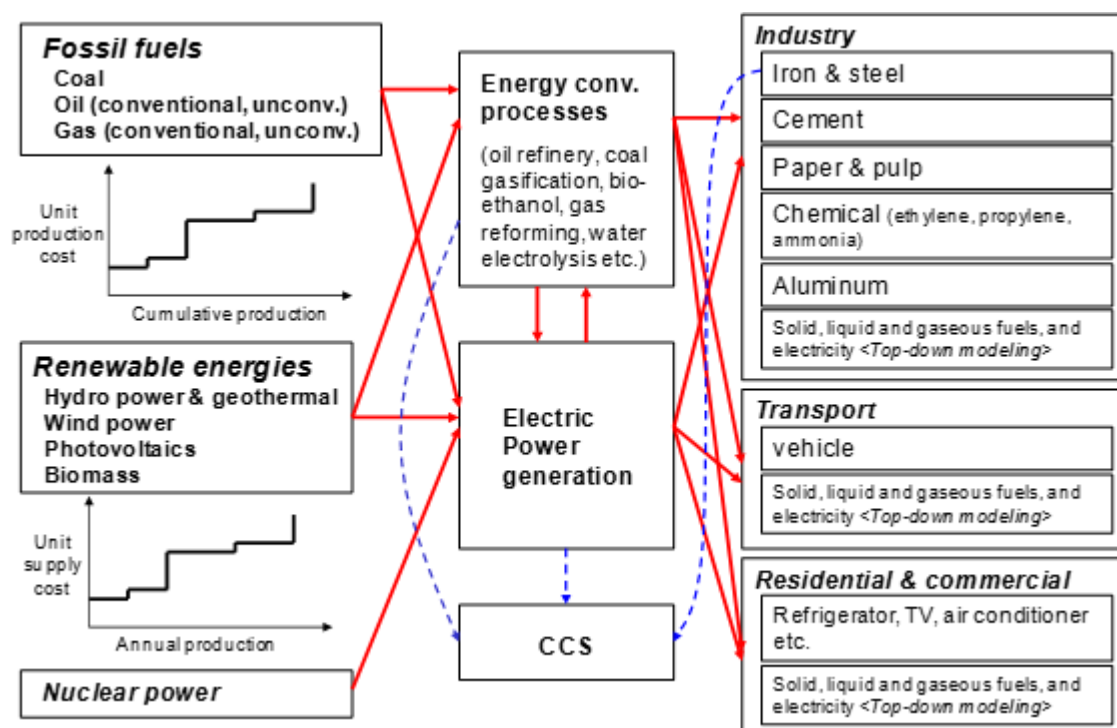 Fossil fuels
Coal
Oil (conventional, unconv.)
Gas (conventional, unconv.)
Unit
production
cost
Cumulative production
Renewable energies
Hydro power & geothermal
Wind power
Photovoltaics
Biomass
Unit
supply
cost
Annual production
Nuclear power
Energy conv.
processes
(oil refinery, coal
gasification, bio-
ethanol, gas
reforming, water
electrolysis etc.)
Electric
Power
generation
CCS
Industry
Iron & steel
Cement
Paper & pulp
Chemical (ethylene, propylene,
ammonia)
Aluminum
Solid, liquid and gaseous fuels, and
electricity <Top-down modeling>
Transport
vehicle
Solid, liquid and gaseous fuels, and
electricity <Top-down modeling>
Residential & commercial
Refrigerator, TV, air conditioner
etc.
Solid, liquid and gaseous fuels, and
electricity <Top-down modeling>